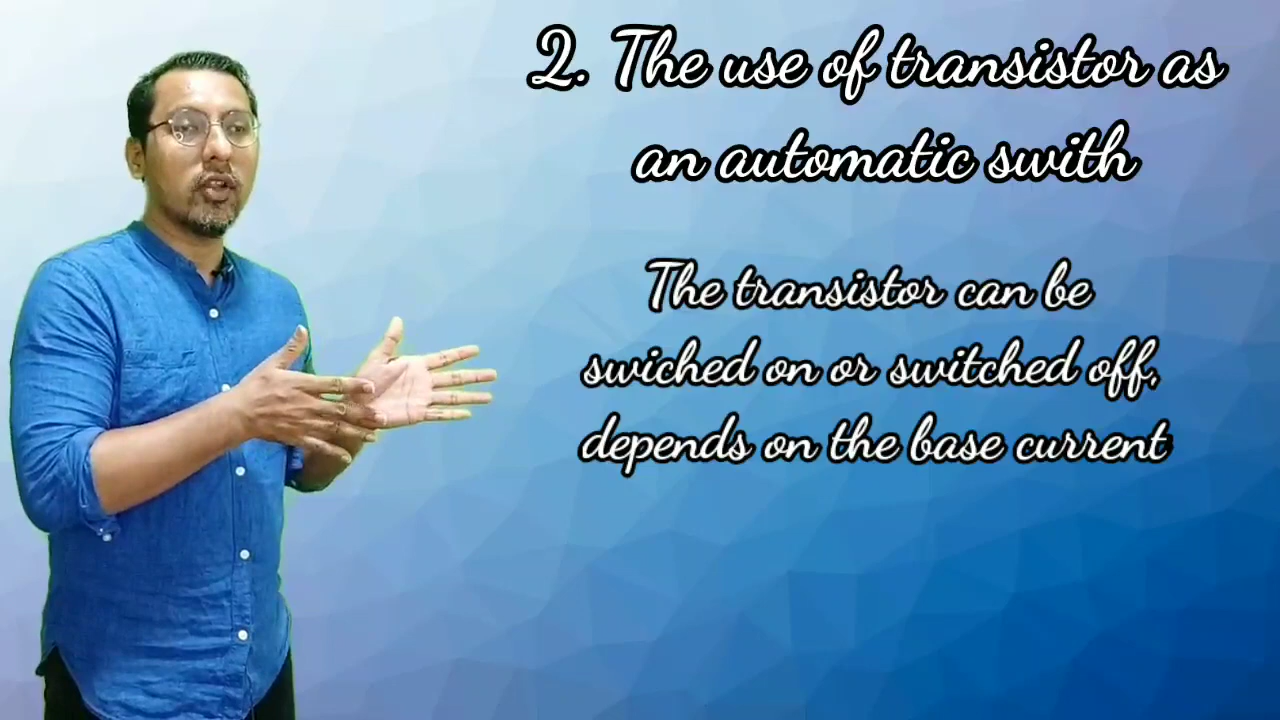 2. The use of transistor as
an automatic swith
The transistor can be
swiched on or switched off,
depends on the base current